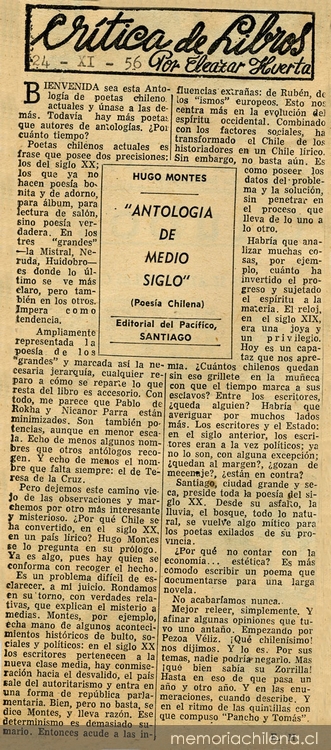 Crítica de Libros
24 - XI - 56 Por Eleazar Huerta
BIENVENIDA sea esta Anto-
logía de poetas chilenos
actuales y únase a las de-
más. Todavía hay más poetas
que autores de antologías. ¿Por
cuánto tiempo?
Poetas chilenos actuales es
frase que posee dos precisiones:
los del siglo XX;
los que ya no
hacen poesía bo-
nita y de adorno,
para álbum, para
lectura de salón,
sino poesía ver-
dadera. En los
tres "grandes"
—la Mistral, Ne-
ruda, Huidobro—
es donde lo úl-
timo se ve más
claro, pero tam-
bién en los otros.
Impera como
tendencia.
Ampliamente
representada la
poesía de los
"grandes" y marcada así la ne-
cesaria jerarquía, cualquier re-
paro a cómo se reparte lo que
resta del libro es accesorio. Con
todo, me parece que Pablo de
Rokha y Nicanor Parra están
minimizados. Son también po-
tencias, aunque en menor esca-
la. Echo de menos algunos nom-
bres que otros antólogos reco-
gen. Y echo de menos el nom-
bre que falta siempre: el de Te-
resa de la Cruz.
Pero dejemos este camino vie-
jo de las observaciones y mar-
chemos por otro más interesante
y misterioso. ¿Por qué Chile se
ha convertido, en el siglo XX,
en un país lírico? Hugo Montes
se lo pregunta en su prólogo.
Ya es algo, pues hay quien se
conforma con recoger el hecho.
Es un problema difícil de es-
clarecer, a mi juicio. Rondamos
en su torno, con verdades rela-
tivas, que explican el misterio a
medias. Montes, por ejemplo,
echa mano de algunos aconteci-
mientos históricos de bulto, so-
ciales y políticos: en el siglo XX
los escritores pertenecen a la
nueva clase media, hay conmise-
ración hacia el desvalido, el país
sale del autoritarismo y entra en
una forma de república parla-
mentaria. Bien, pero no basta, se
dice Montes, y lleva razón. Ese
determinismo es demasiado su-
mario. Entonces acude a las in-
HUGO MONTES
"ANTOLOGIA
DE
MEDIO
SIGLO"
(Poesía Chilena)
Editorial del Pacífico,
SANTIAGO
fluencias extrañas: de Rubén, de
los "ismos" europeos. Esto nos
centra más en la evolución del
espíritu occidental. Combinado
con los factores sociales, ha
transformado el Chile de los
historiadores en un Chile lírico.
Sin embargo, no basta aún. Es
como poseer los
datos del proble-
ma y la solución,
sin penetrar en
el proceso que
lleva de lo uno a
lo otro.
Habría que
analizar muchas
cosas, por ejem-
plo, cuánto ha
invertido el pro-
greso y sujetado
el espíritu a la
materia. El reloj,
en el siglo XIX,
era una joya y
un privilegio.
Hoy es un capa-
taz que nos apre-
mia. ¿Cuántos chilenos quedan
sin ese grillete en la muñeca
con que el tiempo marca a sus
esclavos? Entre los escritores,
¿queda alguien? Habría que
averiguar por muchos lados
más. Los escritores y el Estado:
en el siglo anterior, los escrito-
res eran a la vez políticos; ya
no lo son, con alguna excepción;
¿quedan al margen?, ¿gozan de
mecenaje?, ¿están en contra?
Santiago, ciudad grande y se-
ca, preside toda la poesía del si-
glo XX. Desde su asfalto, la
lluvia, el bosque, todo lo natu-
ral, se vuelve algo mítico para
los poetas exilados de su pro-
vincia.
¿Por qué no contar con la
economía... estética? Es más
cómodo escribir un poema que
documentarse para una larga
novela.
No acabaríamos nunca.
Mejor releer, simplemente. Y
afinar algunas opiniones que tu-
vo uno antaño. Empezando por
Pezoa Véliz. ¡Qué chilenísimo!
nos dijimos. Y lo es. Por sus
temas, nadie podría negarlo. Mas
¡qué bien sabía su Zorrilla!
Hasta en eso de que pasa un
año y otro año. Y en las enu-
meraciones, cuando describe. Y
en el ritmo de las quintillas con
que compuso "Pancho y Tomás".
www.memoriachilena.cl